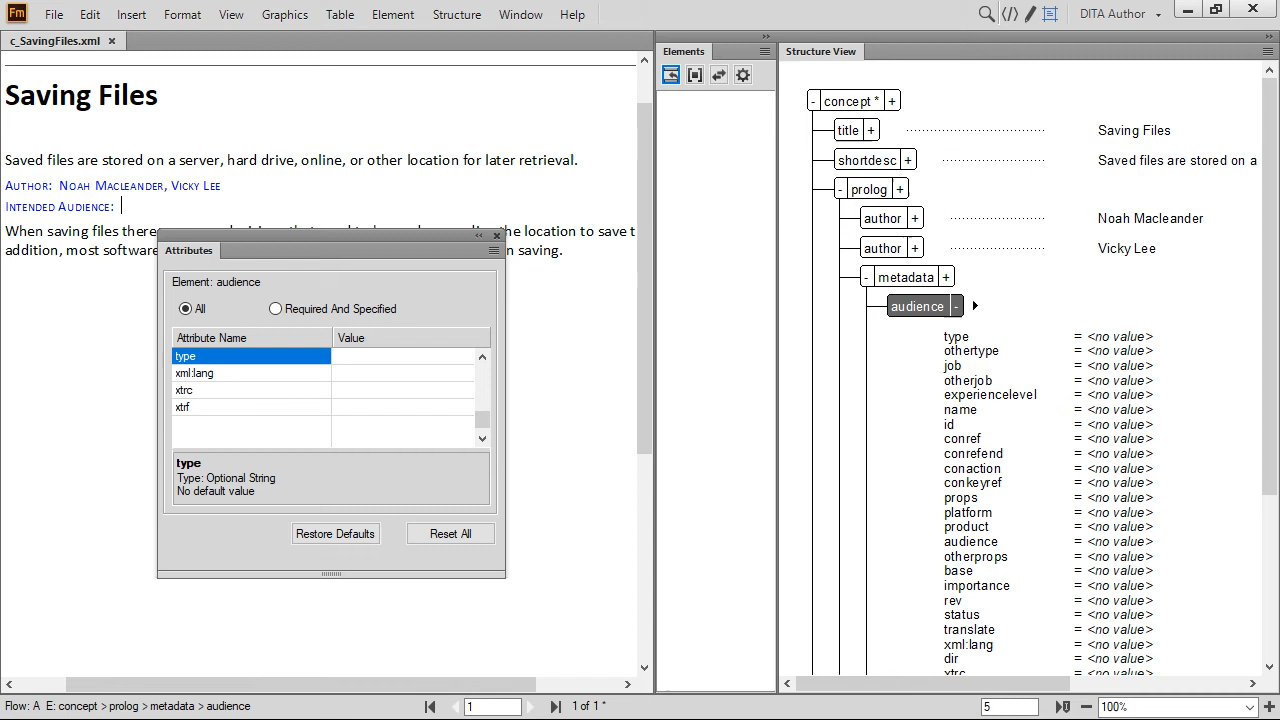 Fm File Edit Insert Format View Graphics Table Element Structure Window Help DITA Author
c_SavingFiles.xml
Saving Files
Saved files are stored on a server, hard drive, online, or other location for later retrieval.
Author: Noah Macleander, Vicky Lee
Intended Audience:
When saving files there the location to save t
addition, most software n saving.
Attributes
Element: audience
All Required And Specified
Attribute Name Value
type
xml:lang
xtrc
xtrf
type
Type: Optional String
No default value
Restore Defaults Reset All
Elements
Structure View
- concept * +
title + Saving Files
shortdesc + Saved files are stored on a
- prolog +
author + Noah Macleander
author + Vicky Lee
- metadata +
audience -
type = <no value>
othertype = <no value>
job = <no value>
otherjob = <no value>
experiencelevel = <no value>
name = <no value>
id = <no value>
conref = <no value>
conrefend = <no value>
conaction = <no value>
conkeyref = <no value>
props = <no value>
platform = <no value>
product = <no value>
audience = <no value>
otherprops = <no value>
base = <no value>
importance = <no value>
rev = <no value>
status = <no value>
translate = <no value>
xml:lang = <no value>
dir = <no value>
xtrc = <no value>
Flow: A E: concept > prolog > metadata > audience 1 1 of 1 * 5 100%